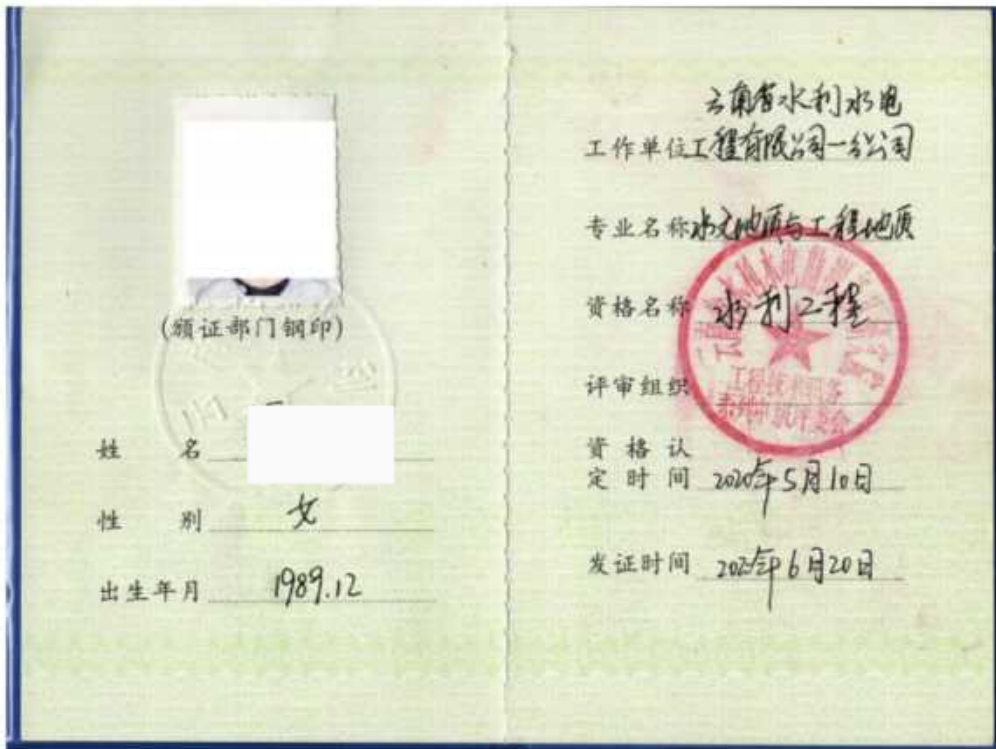 (颁证部门钢印)
姓 名
性 别 女
出生年月 1989.12
云南省水利水电
工作单位 工程有限公司一分公司
专业名称 水文地质与工程地质
资格名称 水利工程
评审组织
工程技术职务
资格认
定时间 2020年5月10日
发证时间 2020年6月20日